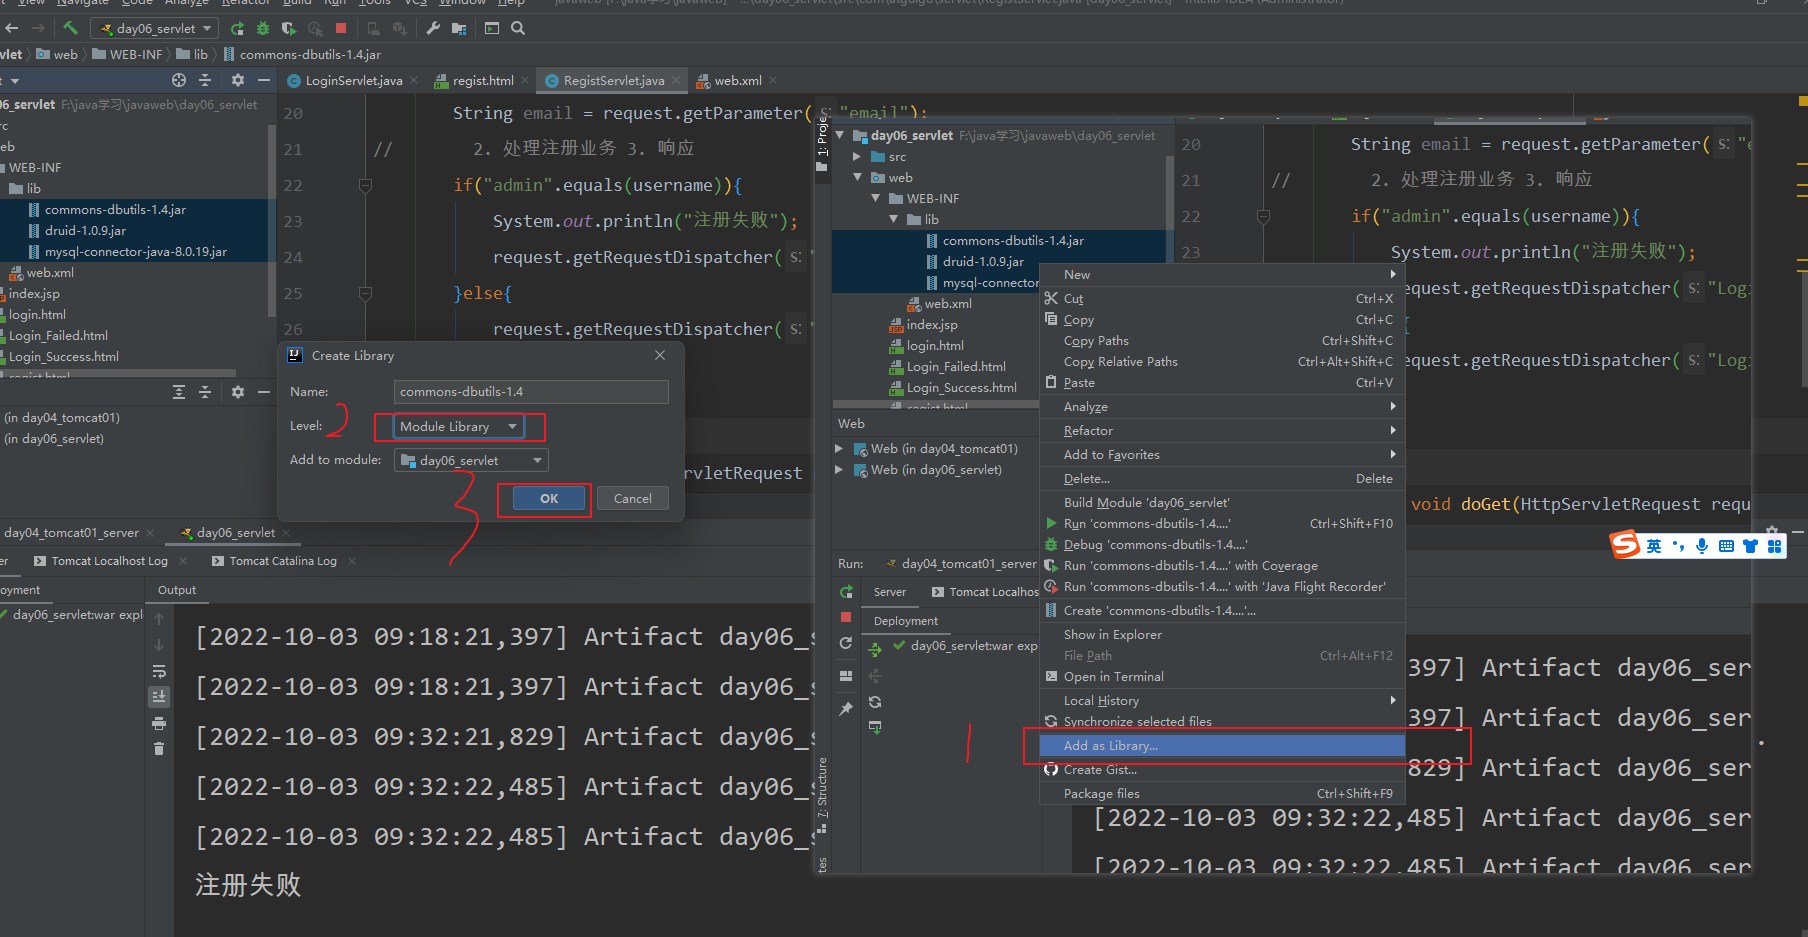 View Navigate Code Analyze Refactor Build Run Tools VCS Window Help
day06_servlet
web WEB-INF lib commons-dbutils-1.4.jar
LoginServlet.java regist.html RegistServlet.java web.xml
F:\java学习\javaweb\day06_servlet
WEB-INF
lib
commons-dbutils-1.4.jar
druid-1.0.9.jar
mysql-connector-java-8.0.19.jar
web.xml
index.jsp
login.html
Login_Failed.html
Login_Success.html
regist.html
(in day04_tomcat01)
(in day06_servlet)
20 String email = request.getParameter( s: "email");
21 // 2. 处理注册业务 3. 响应
22 if("admin".equals(username)){
23 System.out.println("注册失败");
24 request.getRequestDispatcher( s: "
25 }else{
26 request.getRequestDispatcher( s: "
Create Library
Name: commons-dbutils-1.4
Level: Module Library
2
Add to module: day06_servlet
3
OK Cancel
day04_tomcat01_server day06_servlet
Tomcat Localhost Log Tomcat Catalina Log
Output
day06_servlet:war expl
[2022-10-03 09:18:21,397] Artifact day06_s
[2022-10-03 09:18:21,397] Artifact day06_s
[2022-10-03 09:32:21,829] Artifact day06_s
[2022-10-03 09:32:22,485] Artifact day06_s
[2022-10-03 09:32:22,485] Artifact day06_s
注册失败
day06_servlet F:\java学习\javaweb\day06_servlet
src
web
WEB-INF
lib
commons-dbutils-1.4.jar
druid-1.0.9.jar
mysql-connector
web.xml
index.jsp
login.html
Login_Failed.html
Login_Success.html
regist.html
Web
Web (in day04_tomcat01)
Web (in day06_servlet)
Run: day04_tomcat01_server
Server Tomcat Localhos
Deployment
day06_servlet:war exp
7: Structure
20 String email = request.getParameter( s: "e
21 // 2. 处理注册业务 3. 响应
22 if("admin".equals(username)){
23 System.out.println("注册失败");
equest.getRequestDispatcher( s: "Logi
{
equest.getRequestDispatcher( s: "Logi
void doGet(HttpServletRequest requ
New
Cut Ctrl+X
Copy Ctrl+C
Copy Paths Ctrl+Shift+C
Copy Relative Paths Ctrl+Alt+Shift+C
Paste Ctrl+V
Analyze
Refactor
Add to Favorites
Delete... Delete
Build Module 'day06_servlet'
Run 'commons-dbutils-1.4....' Ctrl+Shift+F10
Debug 'commons-dbutils-1.4....'
Run 'commons-dbutils-1.4....' with Coverage
Run 'commons-dbutils-1.4....' with 'Java Flight Recorder'
Create 'commons-dbutils-1.4....'...
Show in Explorer
File Path Ctrl+Alt+F12
Open in Terminal
Local History
Synchronize selected files
1
Add as Library...
Create Gist...
Package files Ctrl+Shift+F9
英
,397] Artifact day06_ser
,397] Artifact day06_ser
,829] Artifact day06_ser
[2022-10-03 09:32:22,485] Artifact day06_ser
[2022-10-03 09:32:22,485] Artifact day06_ser